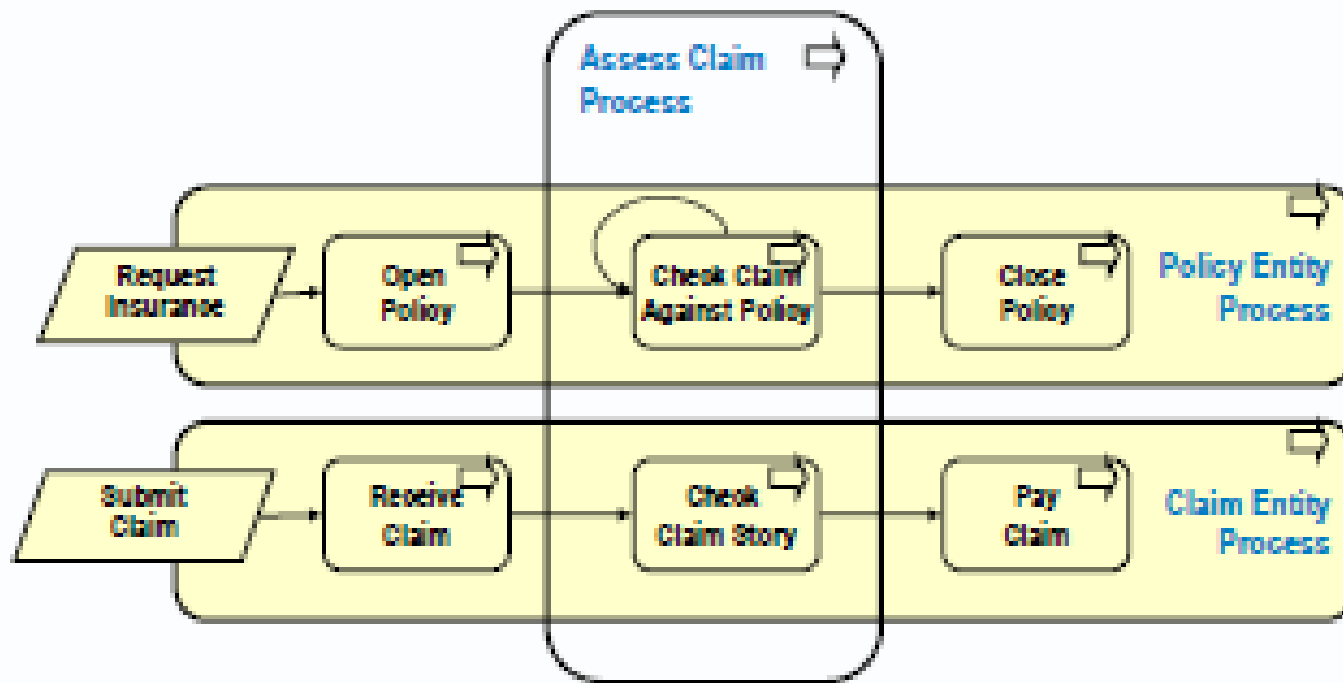 Assess Claim
Process
Request
Insurance
Open
Policy
Check Claim
Against Policy
Close
Policy
Policy Entity
Process
Submit
Claim
Receive
Claim
Check
Claim Story
Pay
Claim
Claim Entity
Process